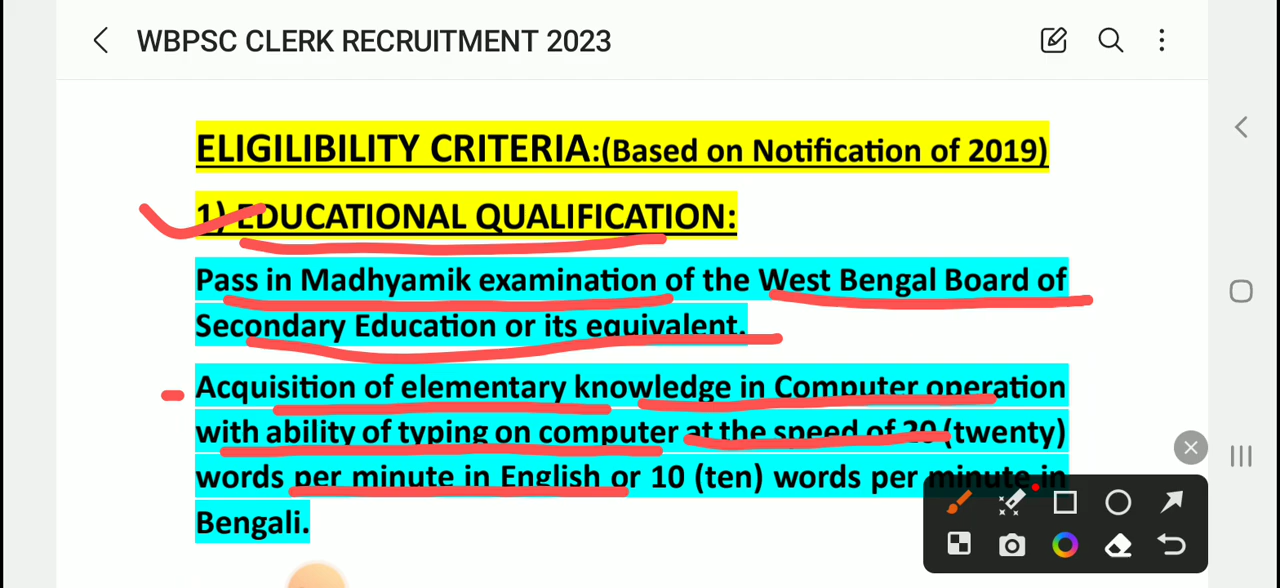 WBPSC CLERK RECRUITMENT 2023
ELIGILIBILITY CRITERIA:(Based on Notification of 2019)
1) EDUCATIONAL QUALIFICATION:
Pass in Madhyamik examination of the West Bengal Board of
Secondary Education or its equivalent.
Acquisition of elementary knowledge in Computer operation
with ability of typing on computer at the speed of 20 (twenty)
words per minute in English or 10 (ten) words per minute in
Bengali.